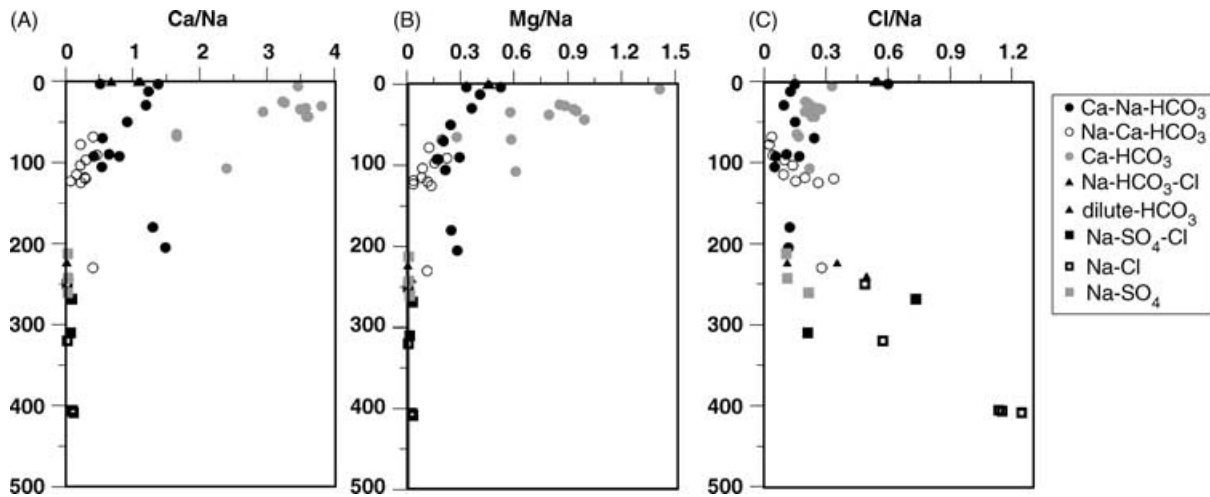 (A) Ca/Na
0 1 2 3 4
0
100
200
300
400
500
(B) Mg/Na
0 0.3 0.6 0.9 1.2 1.5
0
100
200
300
400
500
(C) Cl/Na
0 0.3 0.6 0.9 1.2
0
100
200
300
400
500
Ca-Na-HCO₃
Na-Ca-HCO₃
Ca-HCO₃
Na-HCO₃-Cl
dilute-HCO₃
Na-SO₄-Cl
Na-Cl
Na-SO₄